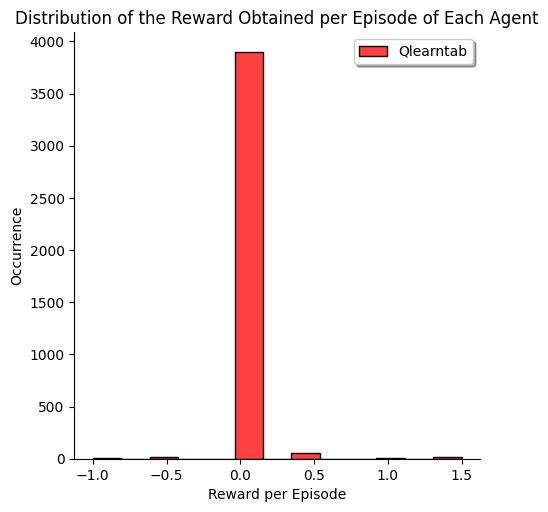 Distribution of the Reward Obtained per Episode of Each Agent
Qlearntab
Occurrence
4000
3500
3000
2500
2000
1500
1000
500
0
−1.0 −0.5 0.0 0.5 1.0 1.5
Reward per Episode